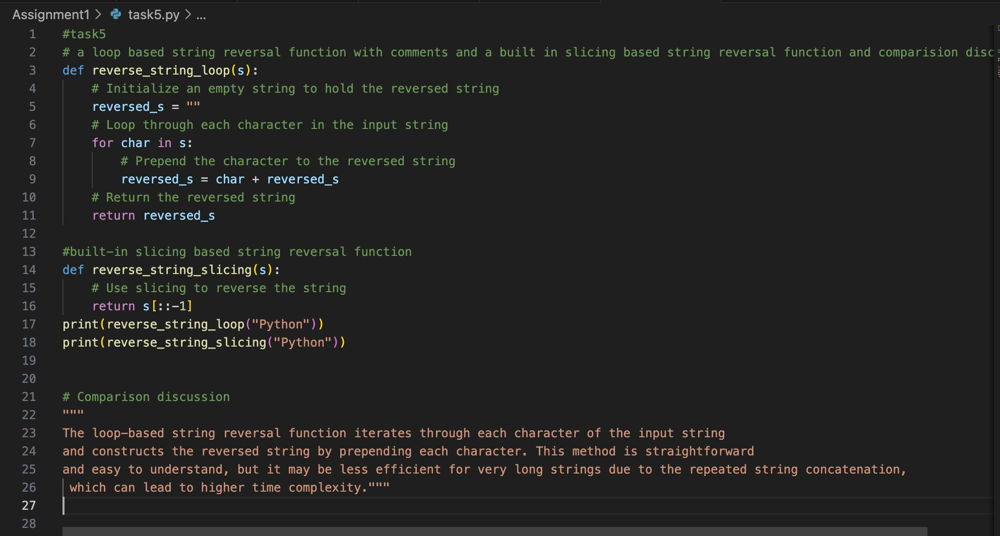 Assignment1 > task5.py > ...
1 #task5
2 # a loop based string reversal function with comments and a built in slicing based string reversal function and comparision disc
3 def reverse_string_loop(s):
4     # Initialize an empty string to hold the reversed string
5     reversed_s = ""
6     # Loop through each character in the input string
7     for char in s:
8         # Prepend the character to the reversed string
9         reversed_s = char + reversed_s
10     # Return the reversed string
11     return reversed_s
12
13 #built-in slicing based string reversal function
14 def reverse_string_slicing(s):
15     # Use slicing to reverse the string
16     return s[::-1]
17 print(reverse_string_loop("Python"))
18 print(reverse_string_slicing("Python"))
19
20
21 # Comparison discussion
22 """
23 The loop-based string reversal function iterates through each character of the input string
24 and constructs the reversed string by prepending each character. This method is straightforward
25 and easy to understand, but it may be less efficient for very long strings due to the repeated string concatenation,
26  which can lead to higher time complexity."""
27
28